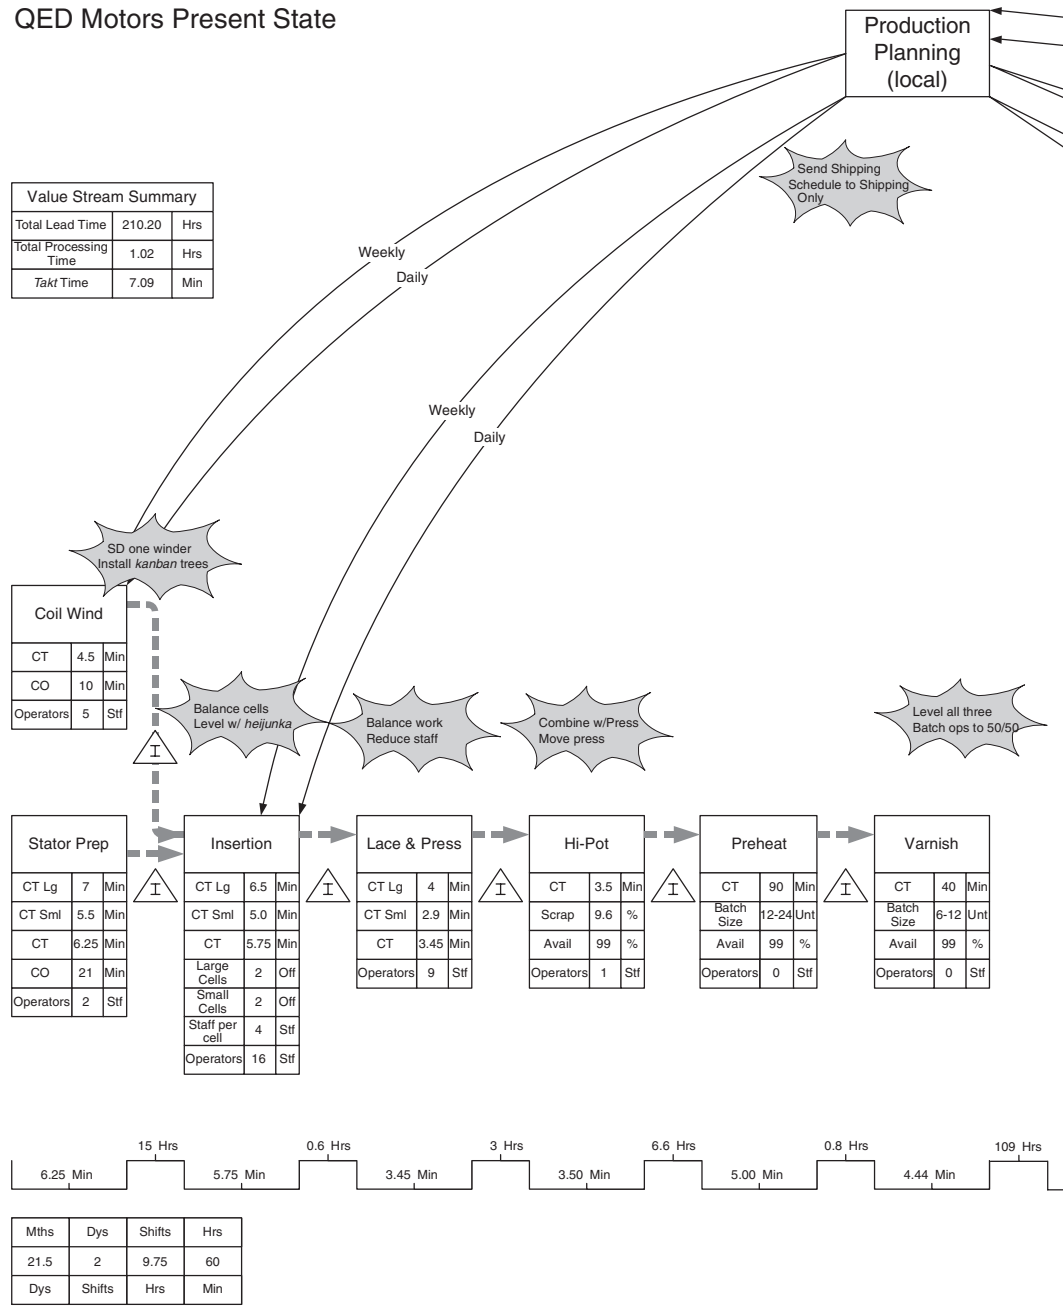 QED Motors Present State
Production
Planning
(local)
Send Shipping
Schedule to Shipping
Only
Value Stream Summary
Total Lead Time 210.20 Hrs
Total Processing
Time 1.02 Hrs
Takt Time 7.09 Min
Weekly
Daily
Weekly
Daily
SD one winder
Install kanban trees
Coil Wind
CT 4.5 Min
CO 10 Min
Operators 5 Stf
I
Balance cells
Level w/ heijunka
Balance work
Reduce staff
Combine w/Press
Move press
Level all three
Batch ops to 50/50
Stator Prep
CT Lg 7 Min
CT Sml 5.5 Min
CT 6.25 Min
CO 21 Min
Operators 2 Stf
I
Insertion
CT Lg 6.5 Min
CT Sml 5.0 Min
CT 5.75 Min
Large
Cells 2 Off
Small
Cells 2 Off
Staff per
cell 4 Stf
Operators 16 Stf
I
Lace & Press
CT Lg 4 Min
CT Sml 2.9 Min
CT 3.45 Min
Operators 9 Stf
I
Hi-Pot
CT 3.5 Min
Scrap 9.6 %
Avail 99 %
Operators 1 Stf
I
Preheat
CT 90 Min
Batch
Size 12-24 Unt
Avail 99 %
Operators 0 Stf
I
Varnish
CT 40 Min
Batch
Size 6-12 Unt
Avail 99 %
Operators 0 Stf
15 Hrs 0.6 Hrs 3 Hrs 6.6 Hrs 0.8 Hrs 109 Hrs
6.25 Min 5.75 Min 3.45 Min 3.50 Min 5.00 Min 4.44 Min
Mths Dys Shifts Hrs
21.5 2 9.75 60
Dys Shifts Hrs Min